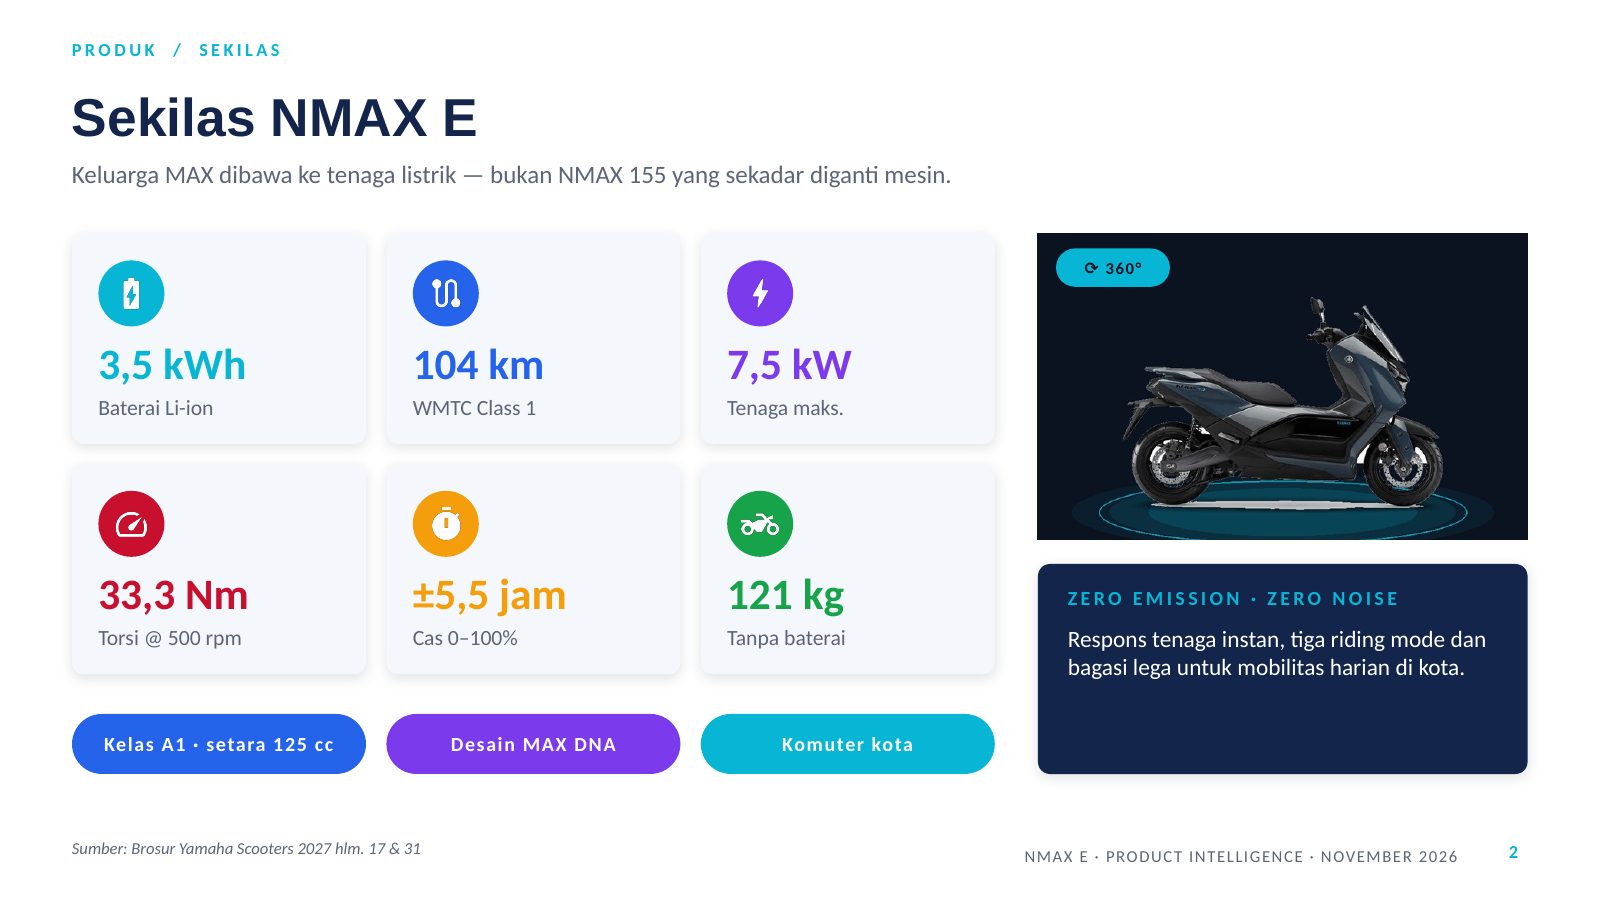 PRODUK / SEKILAS
Sekilas NMAX E
Keluarga MAX dibawa ke tenaga listrik — bukan NMAX 155 yang sekadar diganti mesin.
3,5 kWh
Baterai Li-ion
104 km
WMTC Class 1
7,5 kW
Tenaga maks.
33,3 Nm
Torsi @ 500 rpm
±5,5 jam
Cas 0–100%
121 kg
Tanpa baterai
Kelas A1 · setara 125 cc
Desain MAX DNA
Komuter kota
⟳ 360°
ZERO EMISSION · ZERO NOISE
Respons tenaga instan, tiga riding mode dan
bagasi lega untuk mobilitas harian di kota.
Sumber: Brosur Yamaha Scooters 2027 hlm. 17 & 31
NMAX E · PRODUCT INTELLIGENCE · NOVEMBER 2026
2